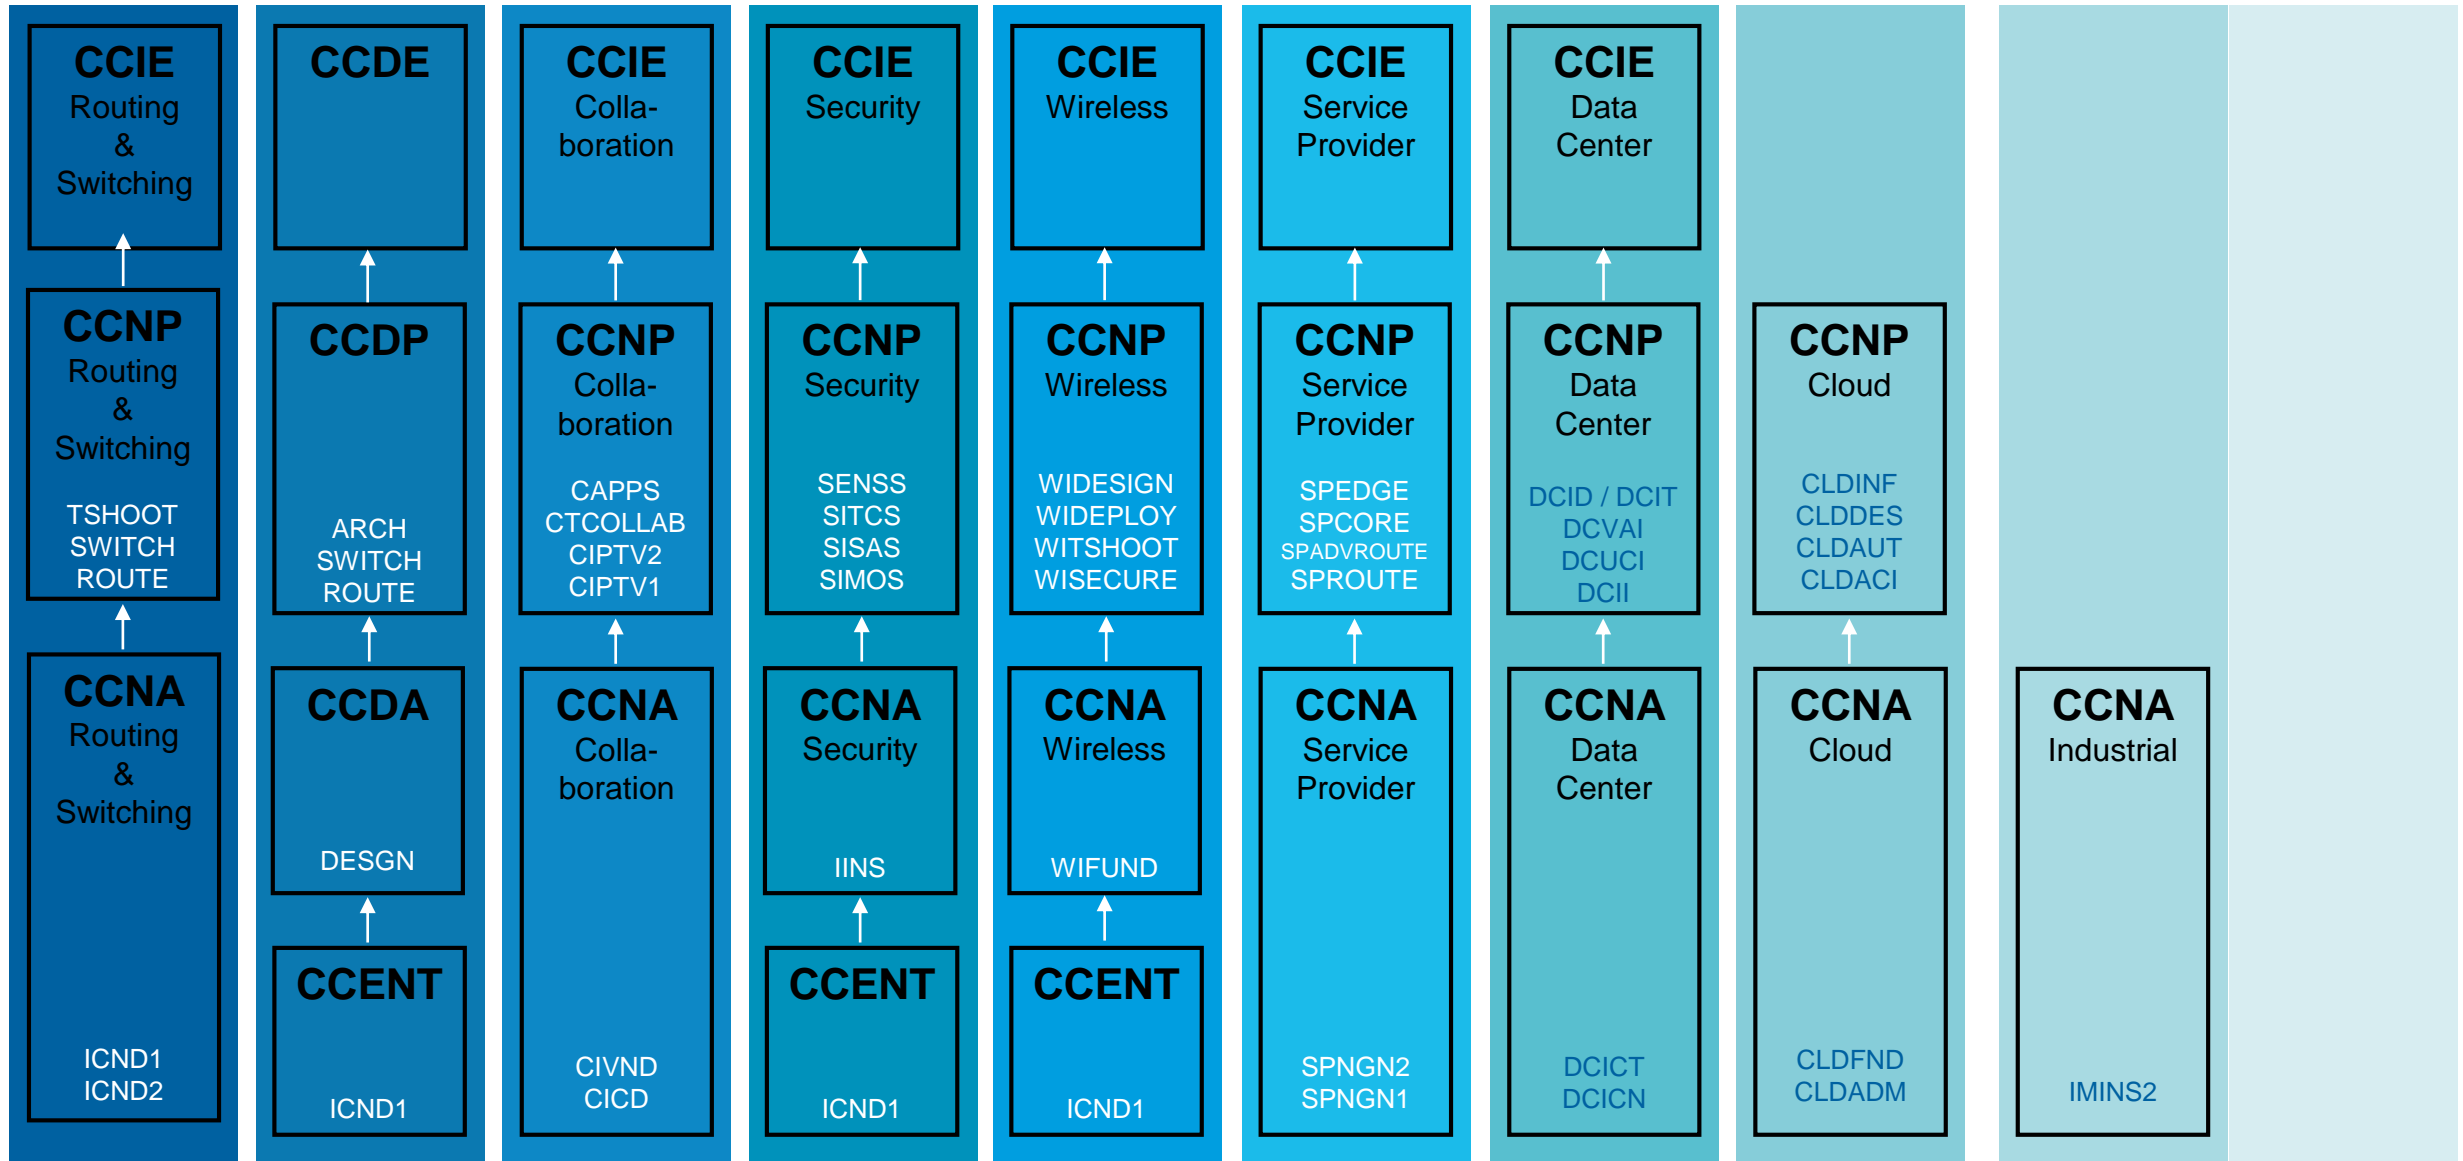 CCIE
Routing
&
Switching
CCNP
Routing
&
Switching
TSHOOT
SWITCH
ROUTE
CCNA
Routing
&
Switching
ICND1
ICND2
CCDE
CCDP
ARCH
SWITCH
ROUTE
CCDA
DESGN
CCENT
ICND1
CCIE
Colla-
boration
CCNP
Colla-
boration
CAPPS
CTCOLLAB
CIPTV2
CIPTV1
CCNA
Colla-
boration
CIVND
CICD
CCIE
Security
CCNP
Security
SENSS
SITCS
SISAS
SIMOS
CCNA
Security
IINS
CCENT
ICND1
CCIE
Wireless
CCNP
Wireless
WIDESIGN
WIDEPLOY
WITSHOOT
WISECURE
CCNA
Wireless
WIFUND
CCENT
ICND1
CCIE
Service
Provider
CCNP
Service
Provider
SPEDGE
SPCORE
SPADVROUTE
SPROUTE
CCNA
Service
Provider
SPNGN2
SPNGN1
CCIE
Data
Center
CCNP
Data
Center
DCID / DCIT
DCVAI
DCUCI
DCII
CCNA
Data
Center
DCICT
DCICN
CCNP
Cloud
CLDINF
CLDDES
CLDAUT
CLDACI
CCNA
Cloud
CLDFND
CLDADM
CCNA
Industrial
IMINS2